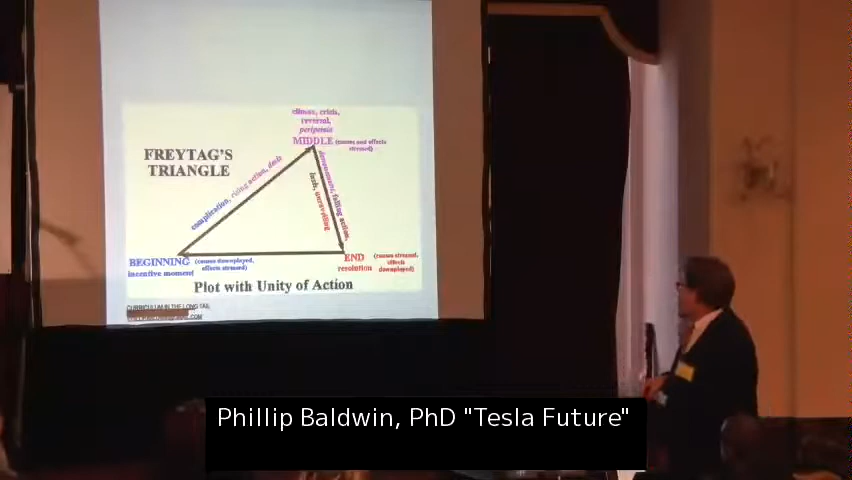 climax, crisis,
reversal,
peripeteia
MIDDLE (causes and effects
stressed)
FREYTAG'S
TRIANGLE
complication, rising action, desis
denouement, falling action,
lusis, unravelling
BEGINNING (causes downplayed,
effects stressed)
incentive moment
END (causes stressed,
effects
downplayed)
resolution
Plot with Unity of Action
CURRICULUM IN THE LONG TAIL
Phillip Baldwin, PhD "Tesla Future"